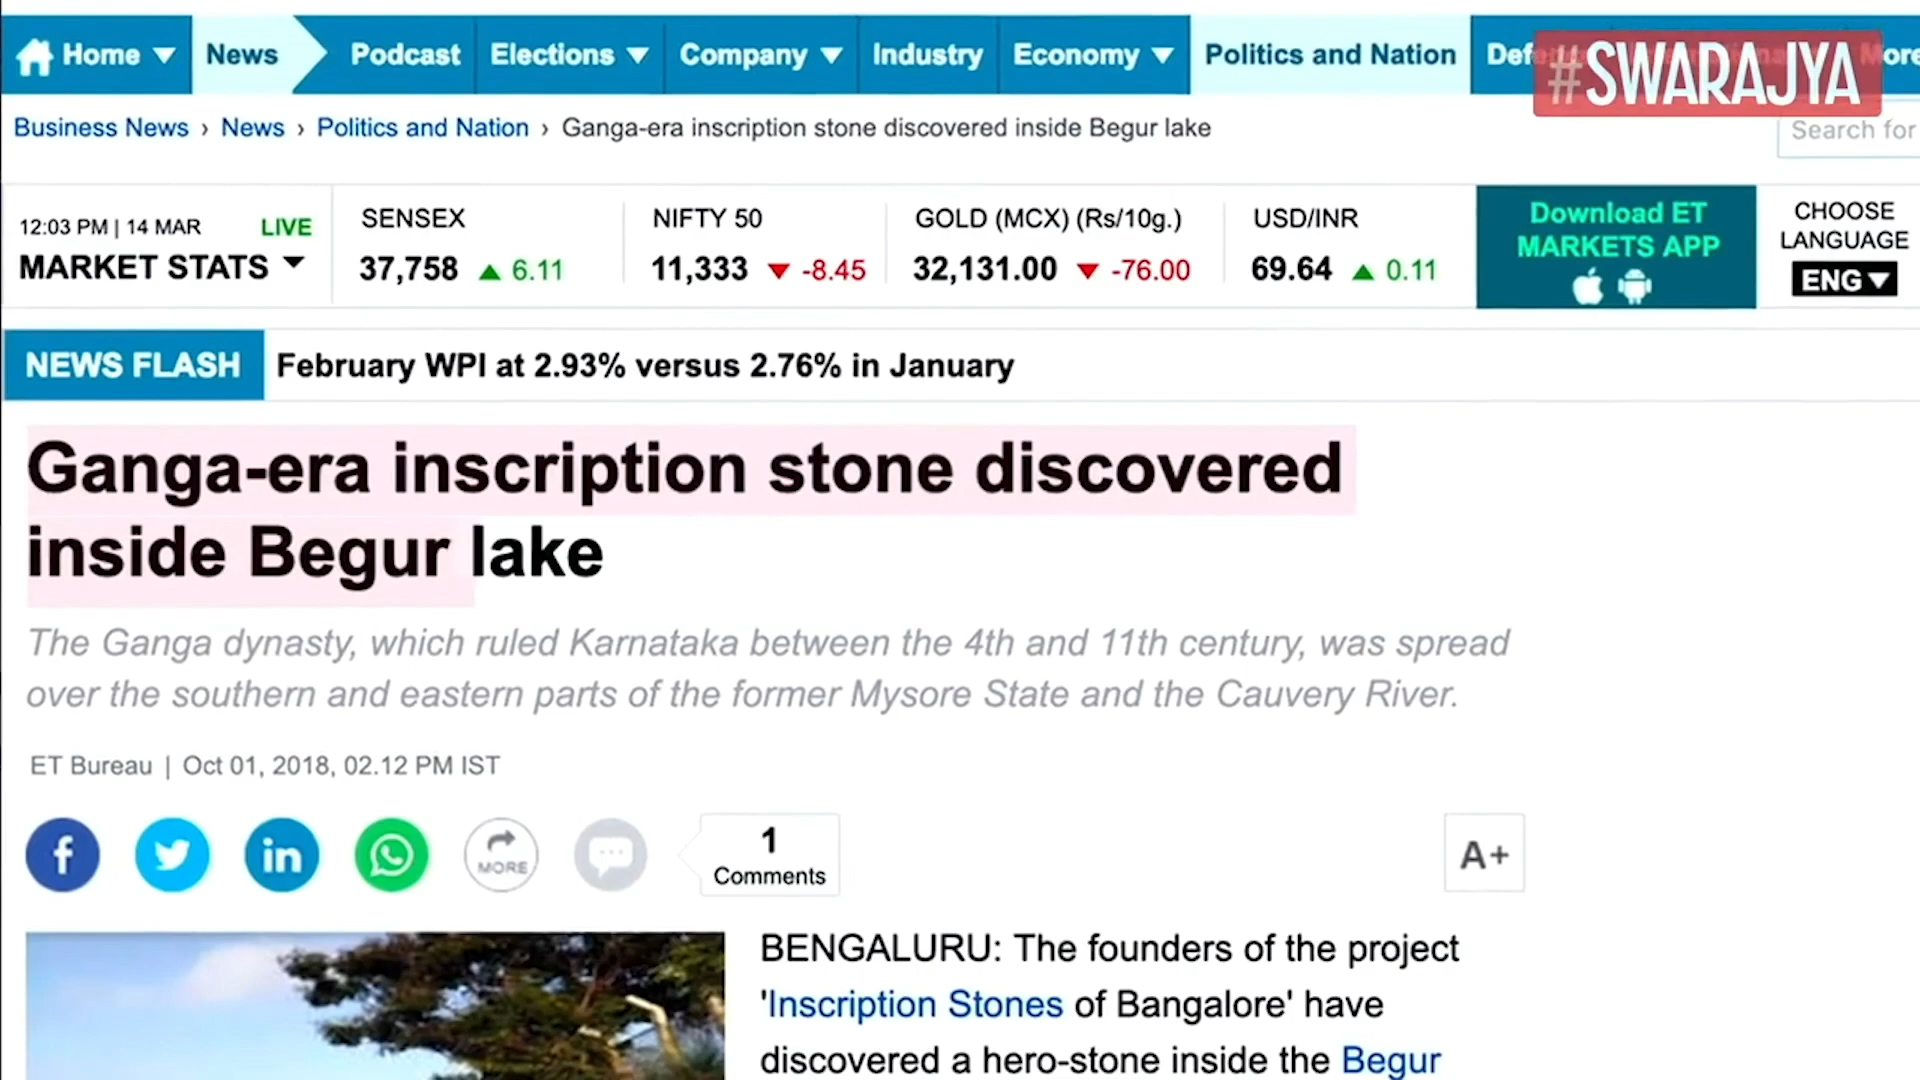 Home News Podcast Elections Company Industry Economy Politics and Nation #SWARAJYA More
Business News › News › Politics and Nation › Ganga-era inscription stone discovered inside Begur lake
Search for
12:03 PM | 14 MAR LIVE
MARKET STATS
SENSEX
37,758 ▲ 6.11
NIFTY 50
11,333 ▼ -8.45
GOLD (MCX) (Rs/10g.)
32,131.00 ▼ -76.00
USD/INR
69.64 ▲ 0.11
Download ET
MARKETS APP
CHOOSE
LANGUAGE
ENG
NEWS FLASH February WPI at 2.93% versus 2.76% in January
Ganga-era inscription stone discovered
inside Begur lake
The Ganga dynasty, which ruled Karnataka between the 4th and 11th century, was spread
over the southern and eastern parts of the former Mysore State and the Cauvery River.
ET Bureau | Oct 01, 2018, 02.12 PM IST
MORE
1
Comments
A+
BENGALURU: The founders of the project
'Inscription Stones of Bangalore' have
discovered a hero-stone inside the Begur